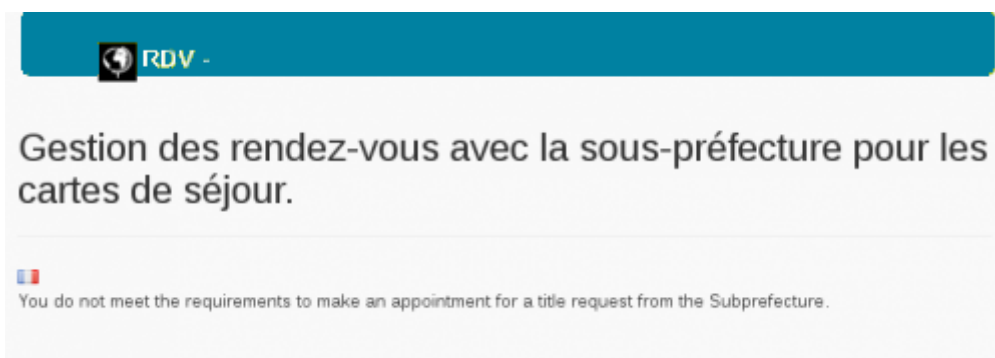 RDV -
Gestion des rendez-vous avec la sous-préfecture pour les
cartes de séjour.
You do not meet the requirements to make an appointment for a title request from the Subprefecture.